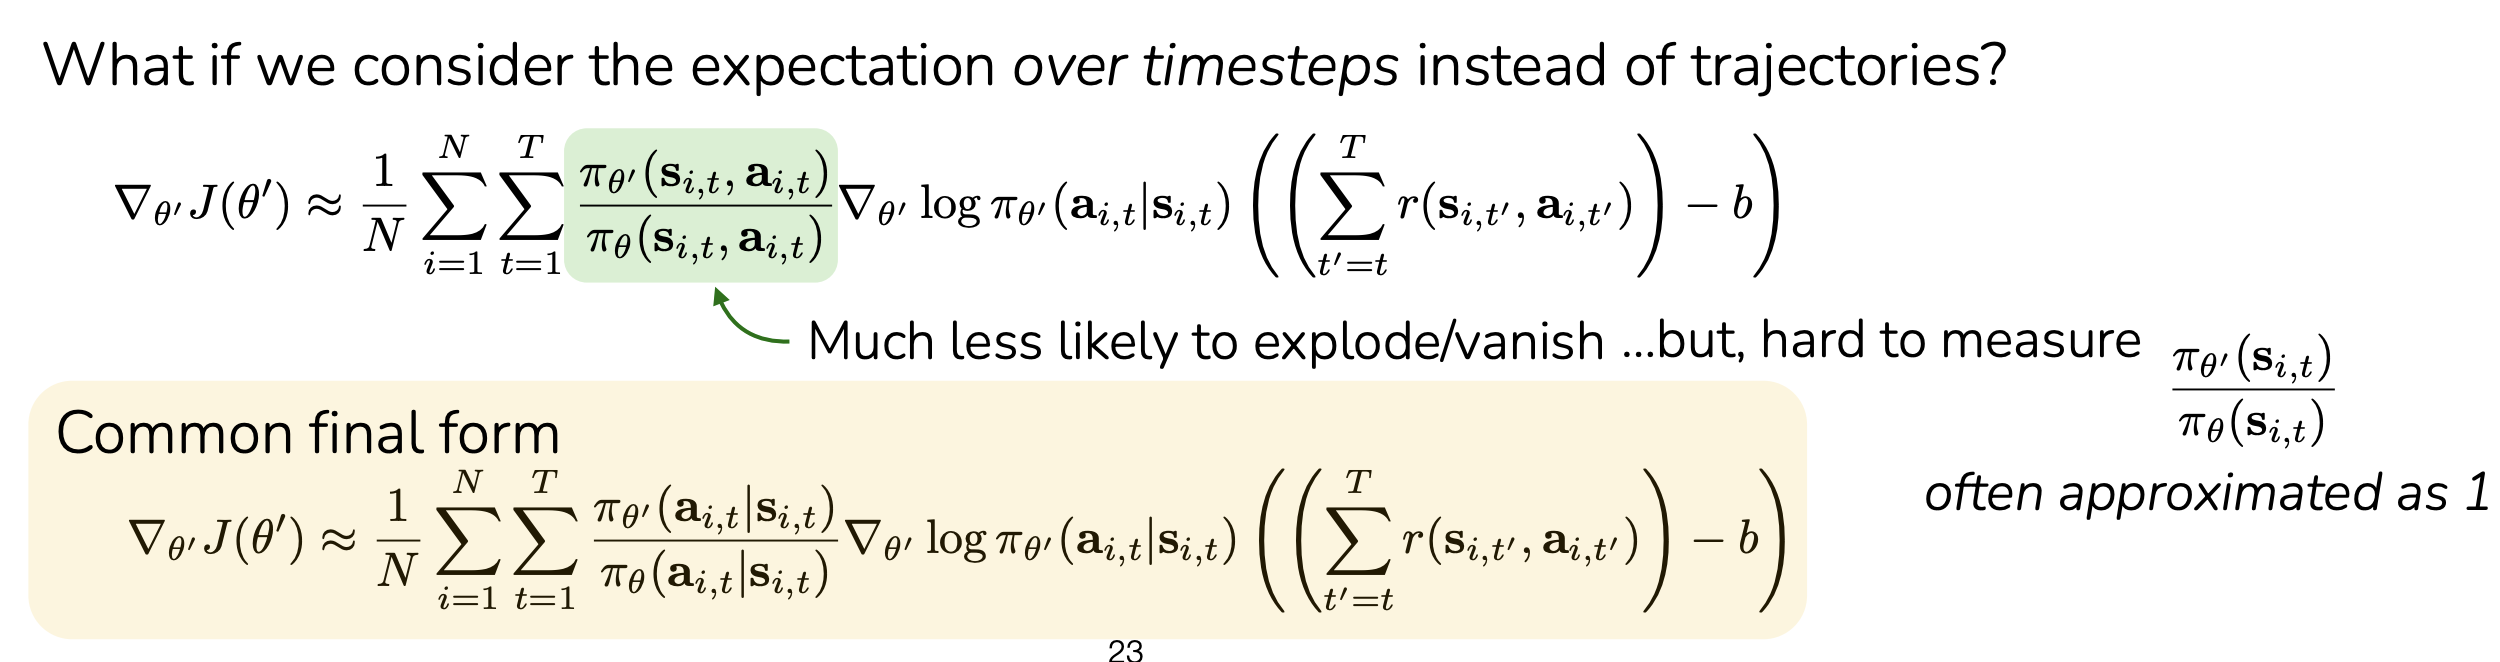 What if we consider the expectation over timesteps instead of trajectories?
$\nabla_{\theta'} J(\theta') \approx \frac{1}{N} \sum_{i=1}^{N} \sum_{t=1}^{T} \frac{\pi_{\theta'}(\mathbf{s}_{i,t}, \mathbf{a}_{i,t})}{\pi_{\theta}(\mathbf{s}_{i,t}, \mathbf{a}_{i,t})} \nabla_{\theta'} \log \pi_{\theta'}(\mathbf{a}_{i,t}|\mathbf{s}_{i,t}) \left( \left( \sum_{t'=t}^{T} r(\mathbf{s}_{i,t'}, \mathbf{a}_{i,t'}) \right) - b \right)$
Much less likely to explode/vanish ...but, hard to measure $\frac{\pi_{\theta'}(\mathbf{s}_{i,t})}{\pi_{\theta}(\mathbf{s}_{i,t})}$
often approximated as 1
Common final form
$\nabla_{\theta'} J(\theta') \approx \frac{1}{N} \sum_{i=1}^{N} \sum_{t=1}^{T} \frac{\pi_{\theta'}(\mathbf{a}_{i,t}|\mathbf{s}_{i,t})}{\pi_{\theta}(\mathbf{a}_{i,t}|\mathbf{s}_{i,t})} \nabla_{\theta'} \log \pi_{\theta'}(\mathbf{a}_{i,t}|\mathbf{s}_{i,t}) \left( \left( \sum_{t'=t}^{T} r(\mathbf{s}_{i,t'}, \mathbf{a}_{i,t'}) \right) - b \right)$
23